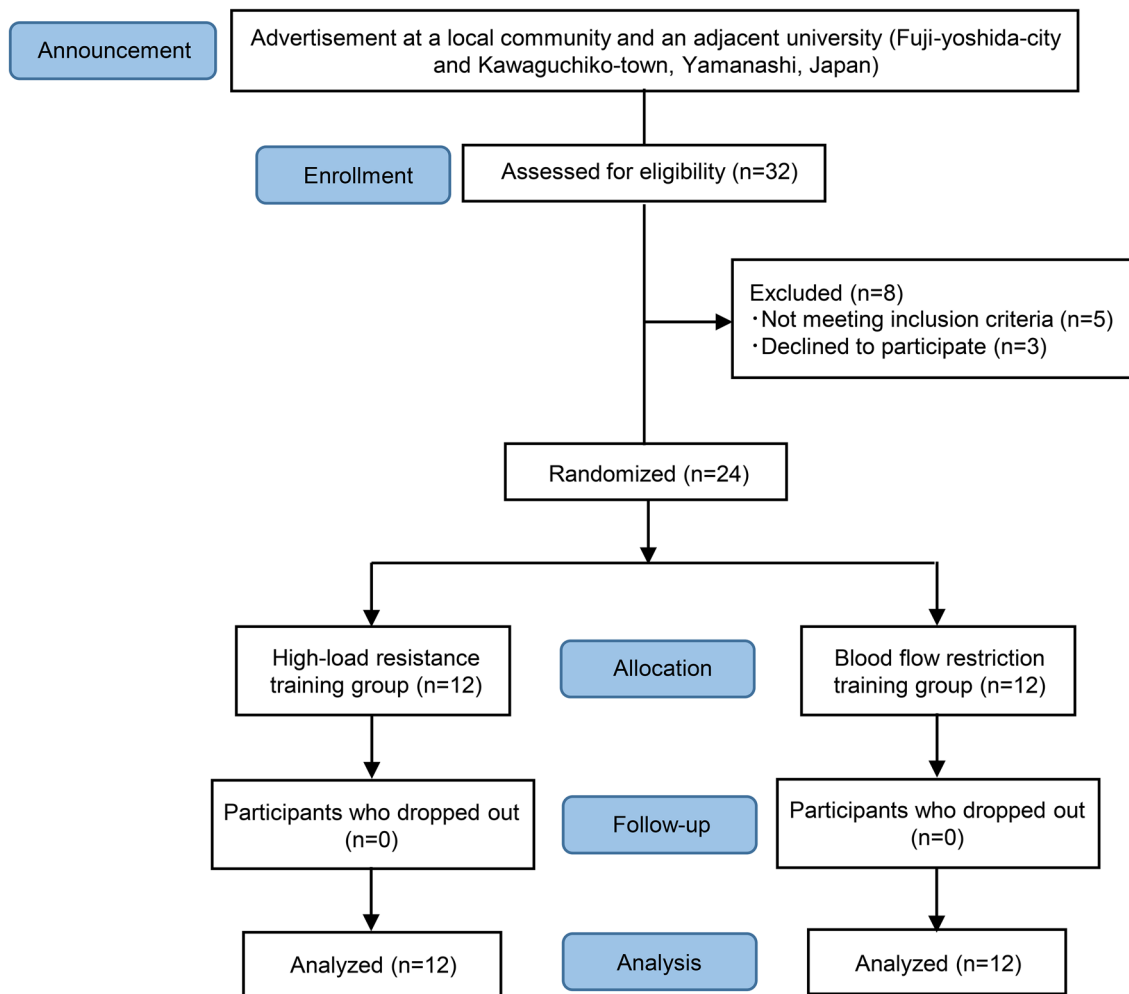 Announcement
Advertisement at a local community and an adjacent university (Fuji-yoshida-city
and Kawaguchiko-town, Yamanashi, Japan)
Enrollment
Assessed for eligibility (n=32)
Excluded (n=8)
・Not meeting inclusion criteria (n=5)
・Declined to participate (n=3)
Randomized (n=24)
High-load resistance
training group (n=12)
Allocation
Blood flow restriction
training group (n=12)
Participants who dropped out
(n=0)
Follow-up
Participants who dropped out
(n=0)
Analyzed (n=12)
Analysis
Analyzed (n=12)